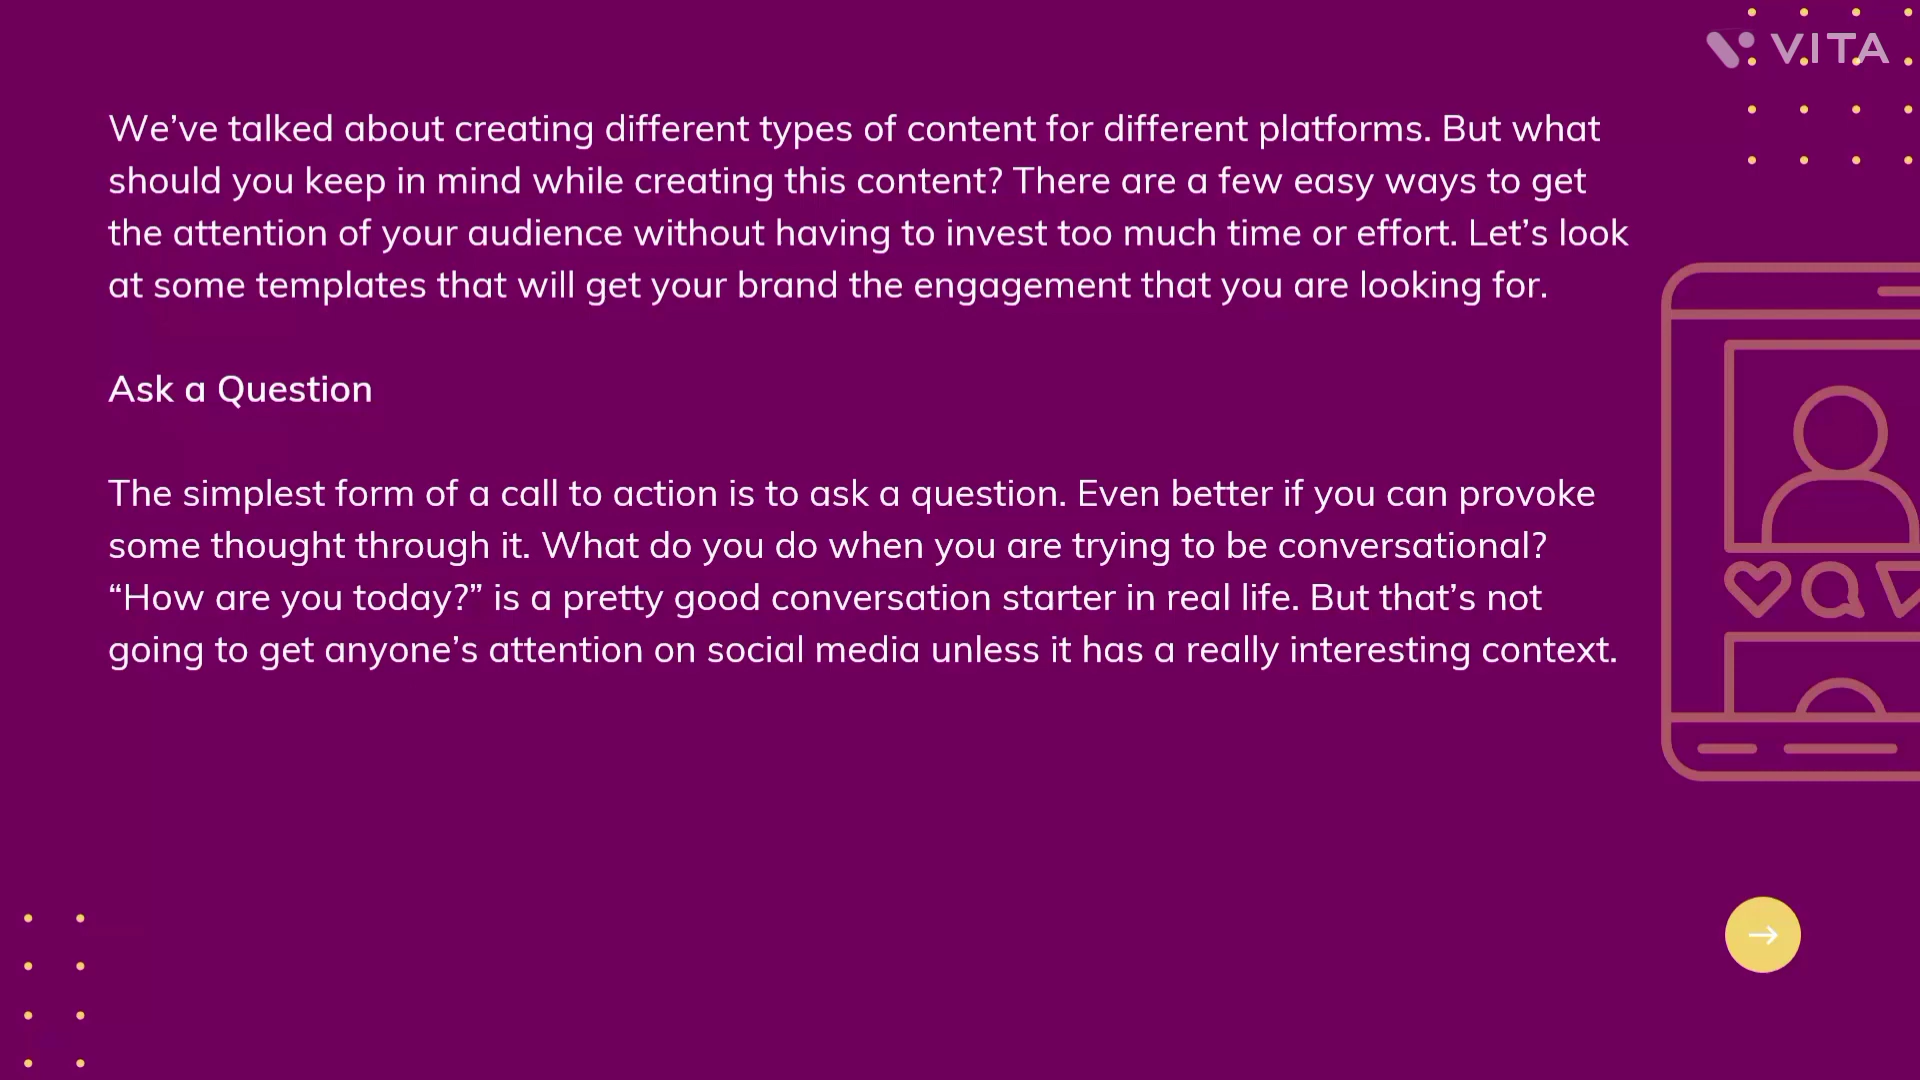 VITA
We’ve talked about creating different types of content for different platforms. But what
should you keep in mind while creating this content? There are a few easy ways to get
the attention of your audience without having to invest too much time or effort. Let’s look
at some templates that will get your brand the engagement that you are looking for.
Ask a Question
The simplest form of a call to action is to ask a question. Even better if you can provoke
some thought through it. What do you do when you are trying to be conversational?
“How are you today?” is a pretty good conversation starter in real life. But that’s not
going to get anyone’s attention on social media unless it has a really interesting context.